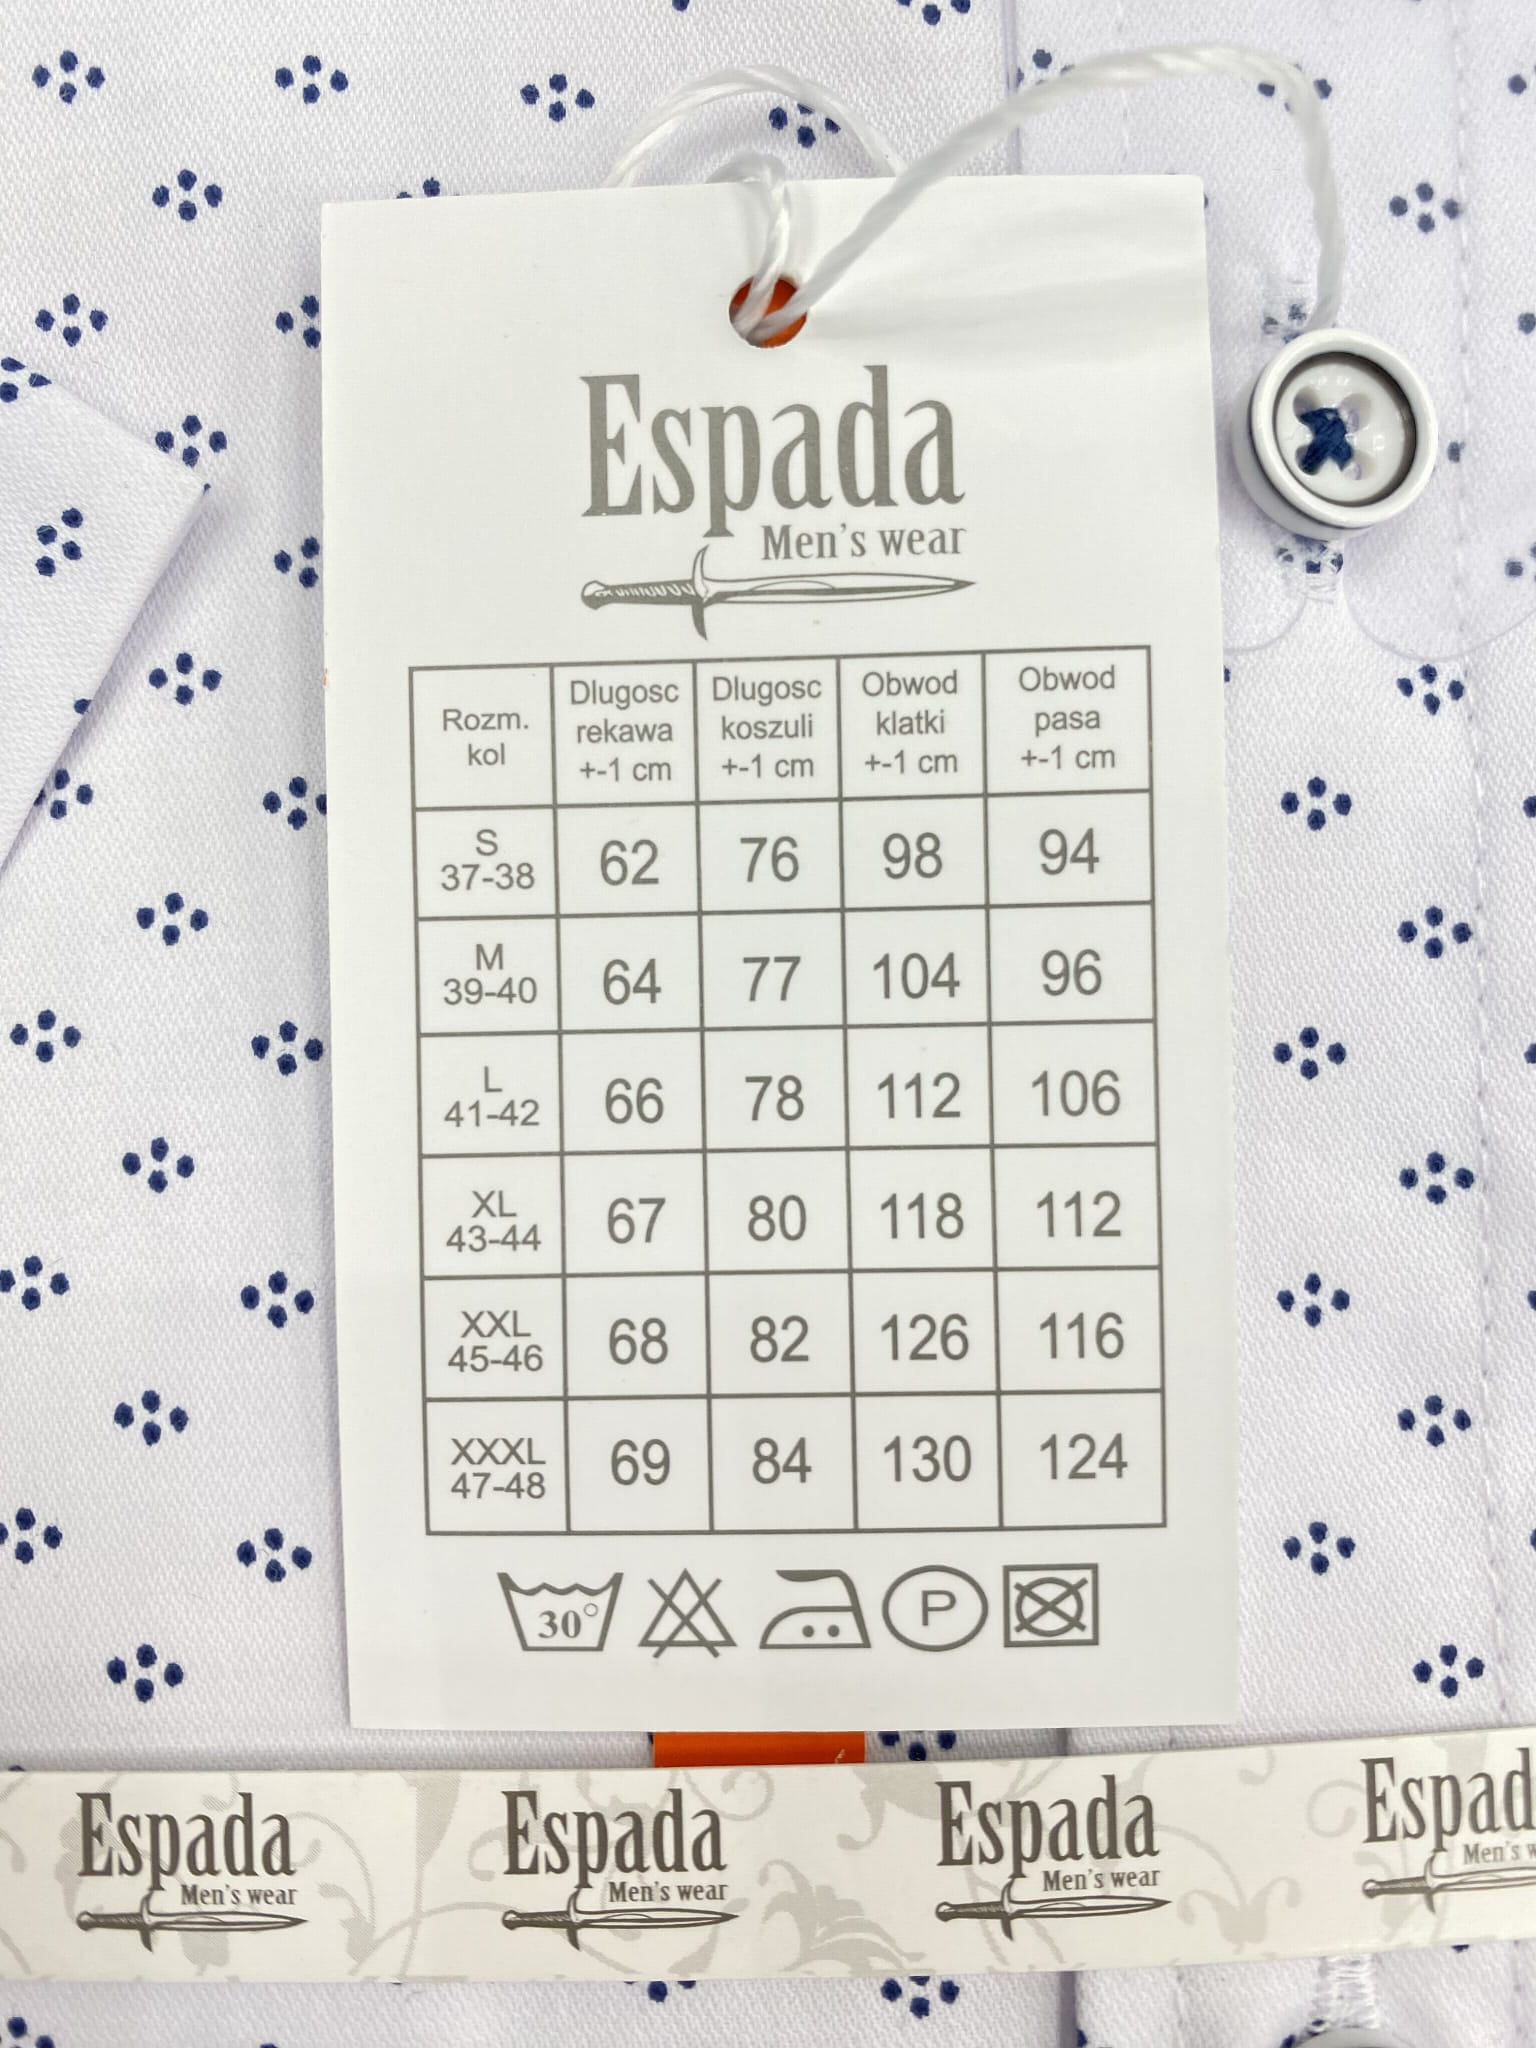 Espada
Men's wear
Rozm. kol
Dlugosc rekawa +-1 cm
Dlugosc koszuli +-1 cm
Obwod klatki +-1 cm
Obwod pasa +-1 cm
S 37-38 62 76 98 94
M 39-40 64 77 104 96
L 41-42 66 78 112 106
XL 43-44 67 80 118 112
XXL 45-46 68 82 126 116
XXXL 47-48 69 84 130 124
30° P
Espada Espada Espada Espad
Men's wear Men's wear Men's wear Men's w